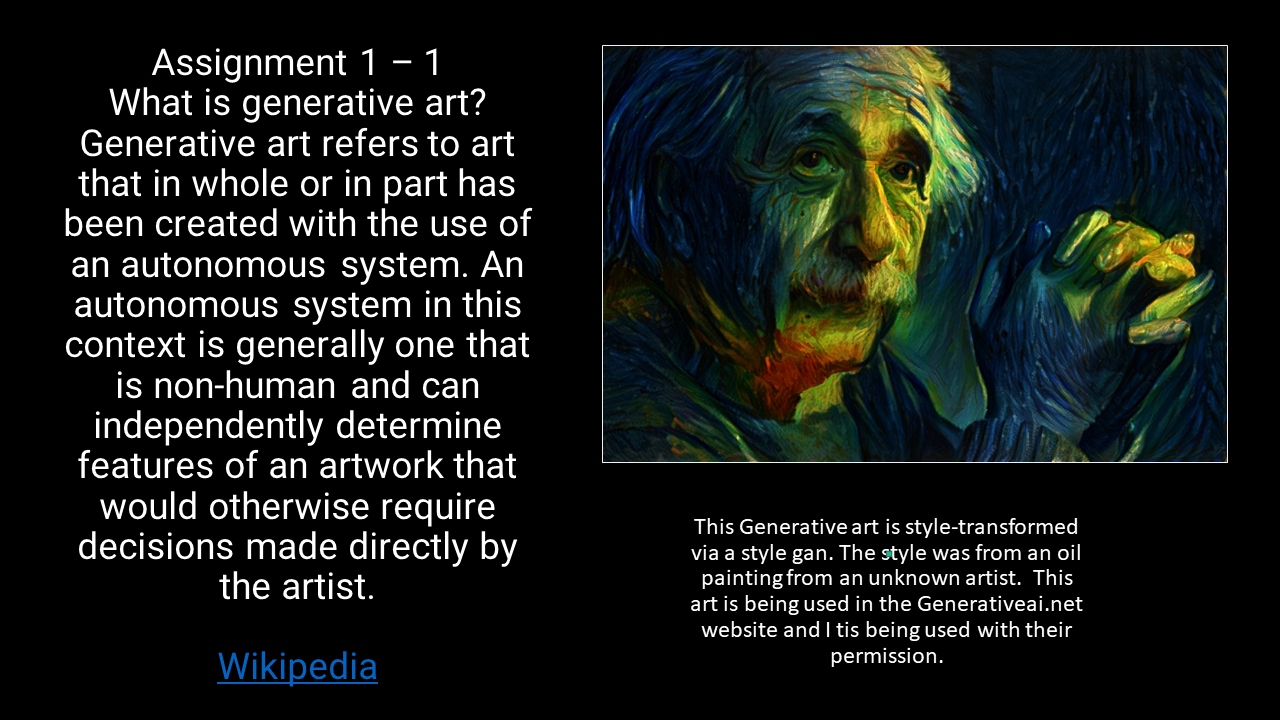 Assignment 1 – 1
What is generative art?
Generative art refers to art
that in whole or in part has
been created with the use of
an autonomous system. An
autonomous system in this
context is generally one that
is non-human and can
independently determine
features of an artwork that
would otherwise require
decisions made directly by
the artist.
Wikipedia
This Generative art is style-transformed
via a style gan. The style was from an oil
painting from an unknown artist. This
art is being used in the Generativeai.net
website and I tis being used with their
permission.